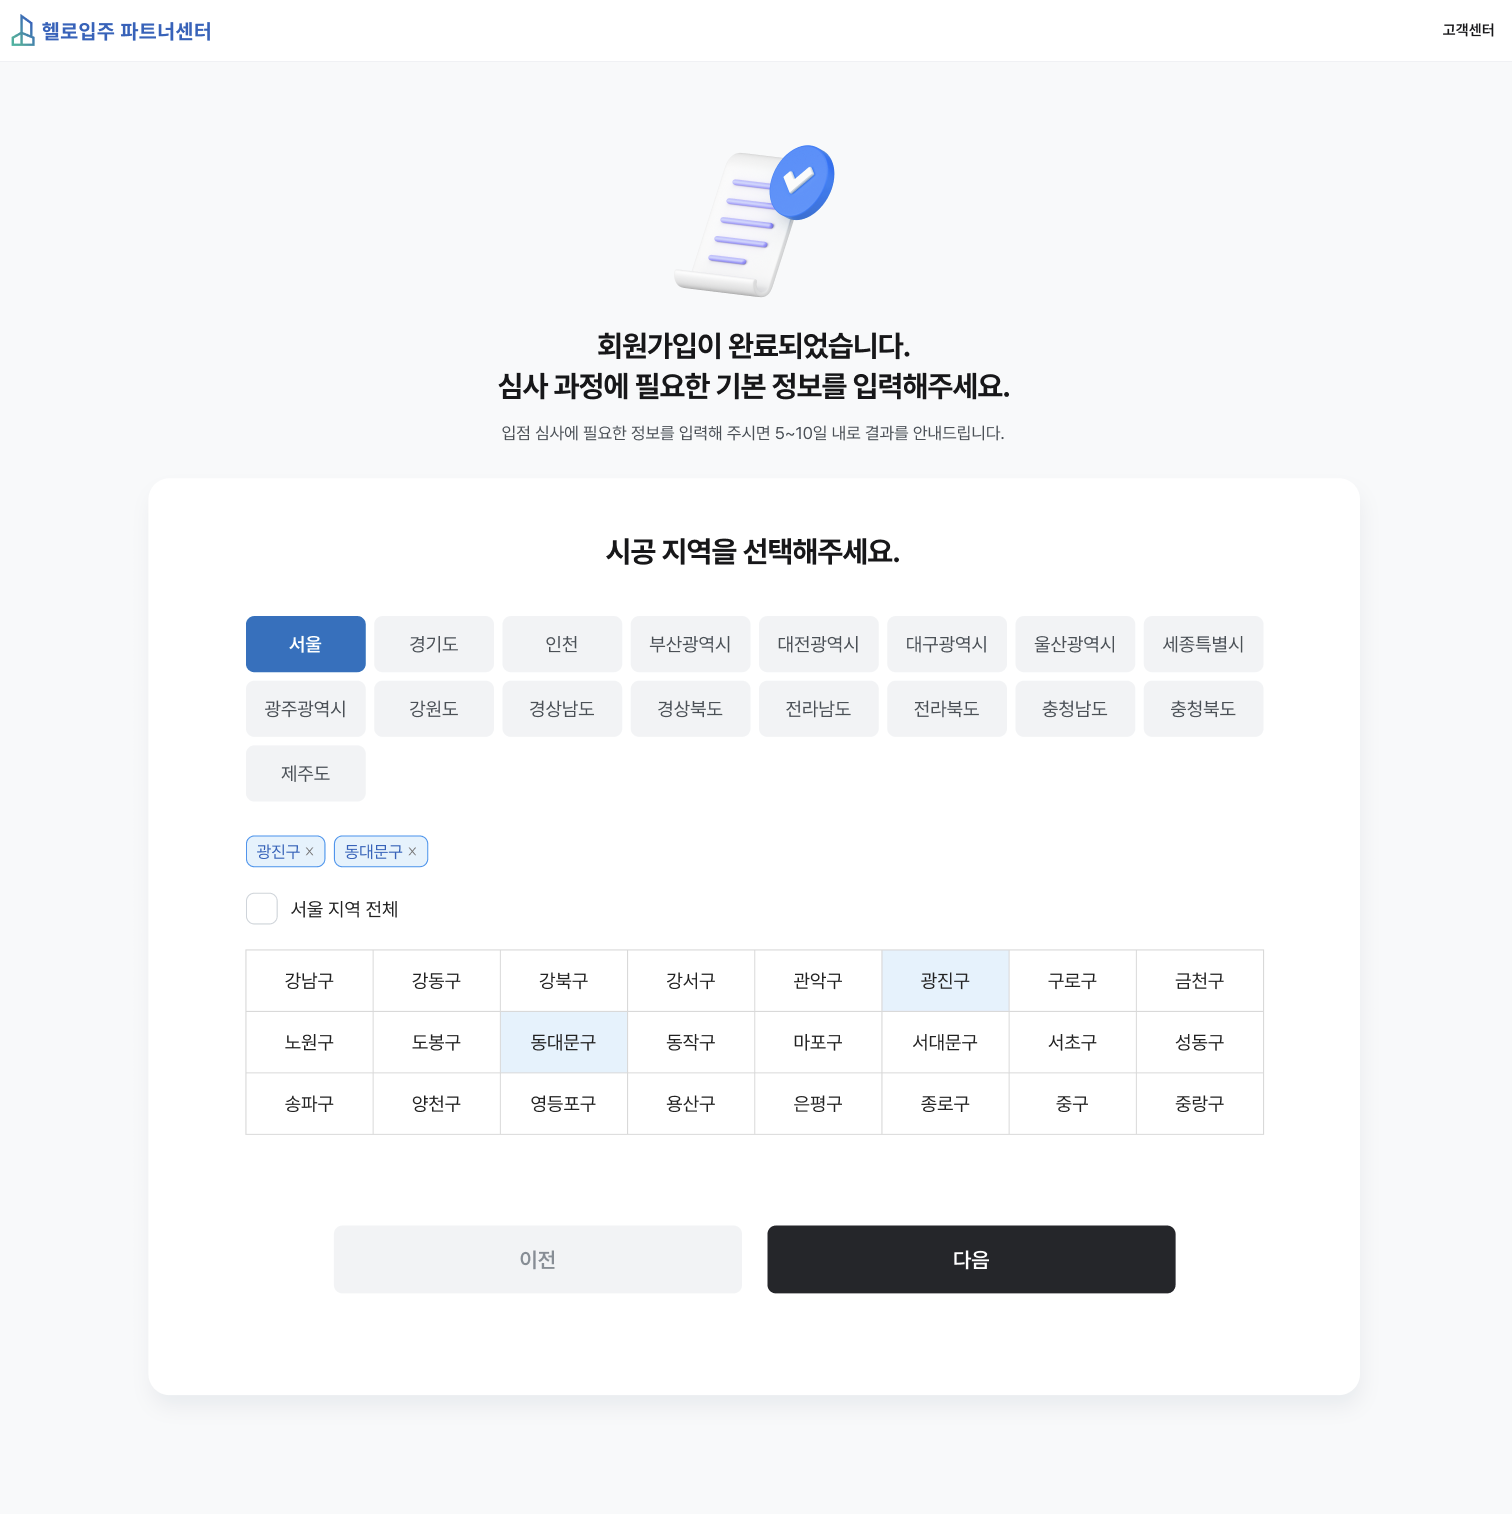 헬로입주 파트너센터
고객센터
회원가입이 완료되었습니다.
심사 과정에 필요한 기본 정보를 입력해주세요.
입점 심사에 필요한 정보를 입력해 주시면 5~10일 내로 결과를 안내드립니다.
시공 지역을 선택해주세요.
서울 경기도 인천 부산광역시 대전광역시 대구광역시 울산광역시 세종특별시
광주광역시 강원도 경상남도 경상북도 전라남도 전라북도 충청남도 충청북도
제주도
광진구 × 동대문구 ×
서울 지역 전체
강남구 강동구 강북구 강서구 관악구 광진구 구로구 금천구
노원구 도봉구 동대문구 동작구 마포구 서대문구 서초구 성동구
송파구 양천구 영등포구 용산구 은평구 종로구 중구 중랑구
이전 다음